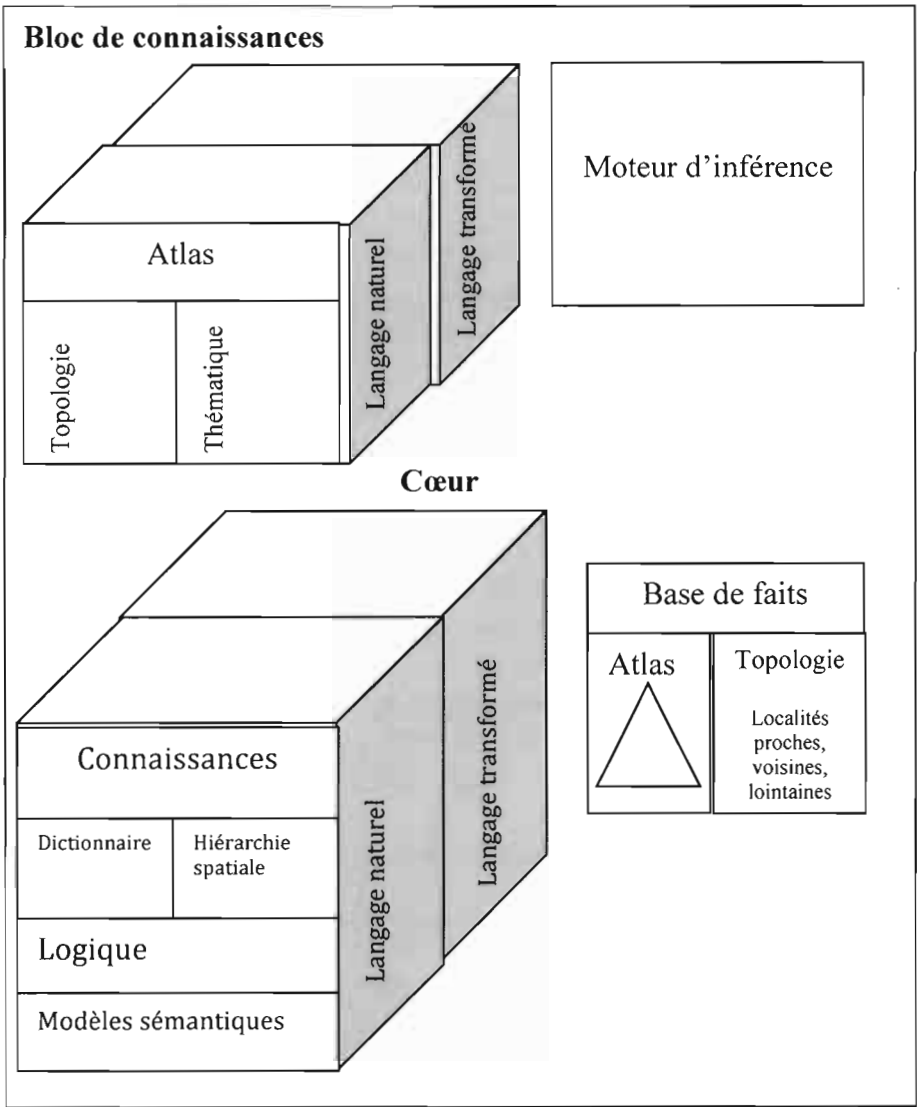 Bloc de connaissances
Moteur d'inférence
Atlas
Topologie
Thématique
Langage naturel
Langage transformé
Cœur
Connaissances
Dictionnaire
Hiérarchie
spatiale
Logique
Modèles sémantiques
Langage naturel
Langage transformé
Base de faits
Atlas
Topologie
Localités
proches,
voisines,
lointaines